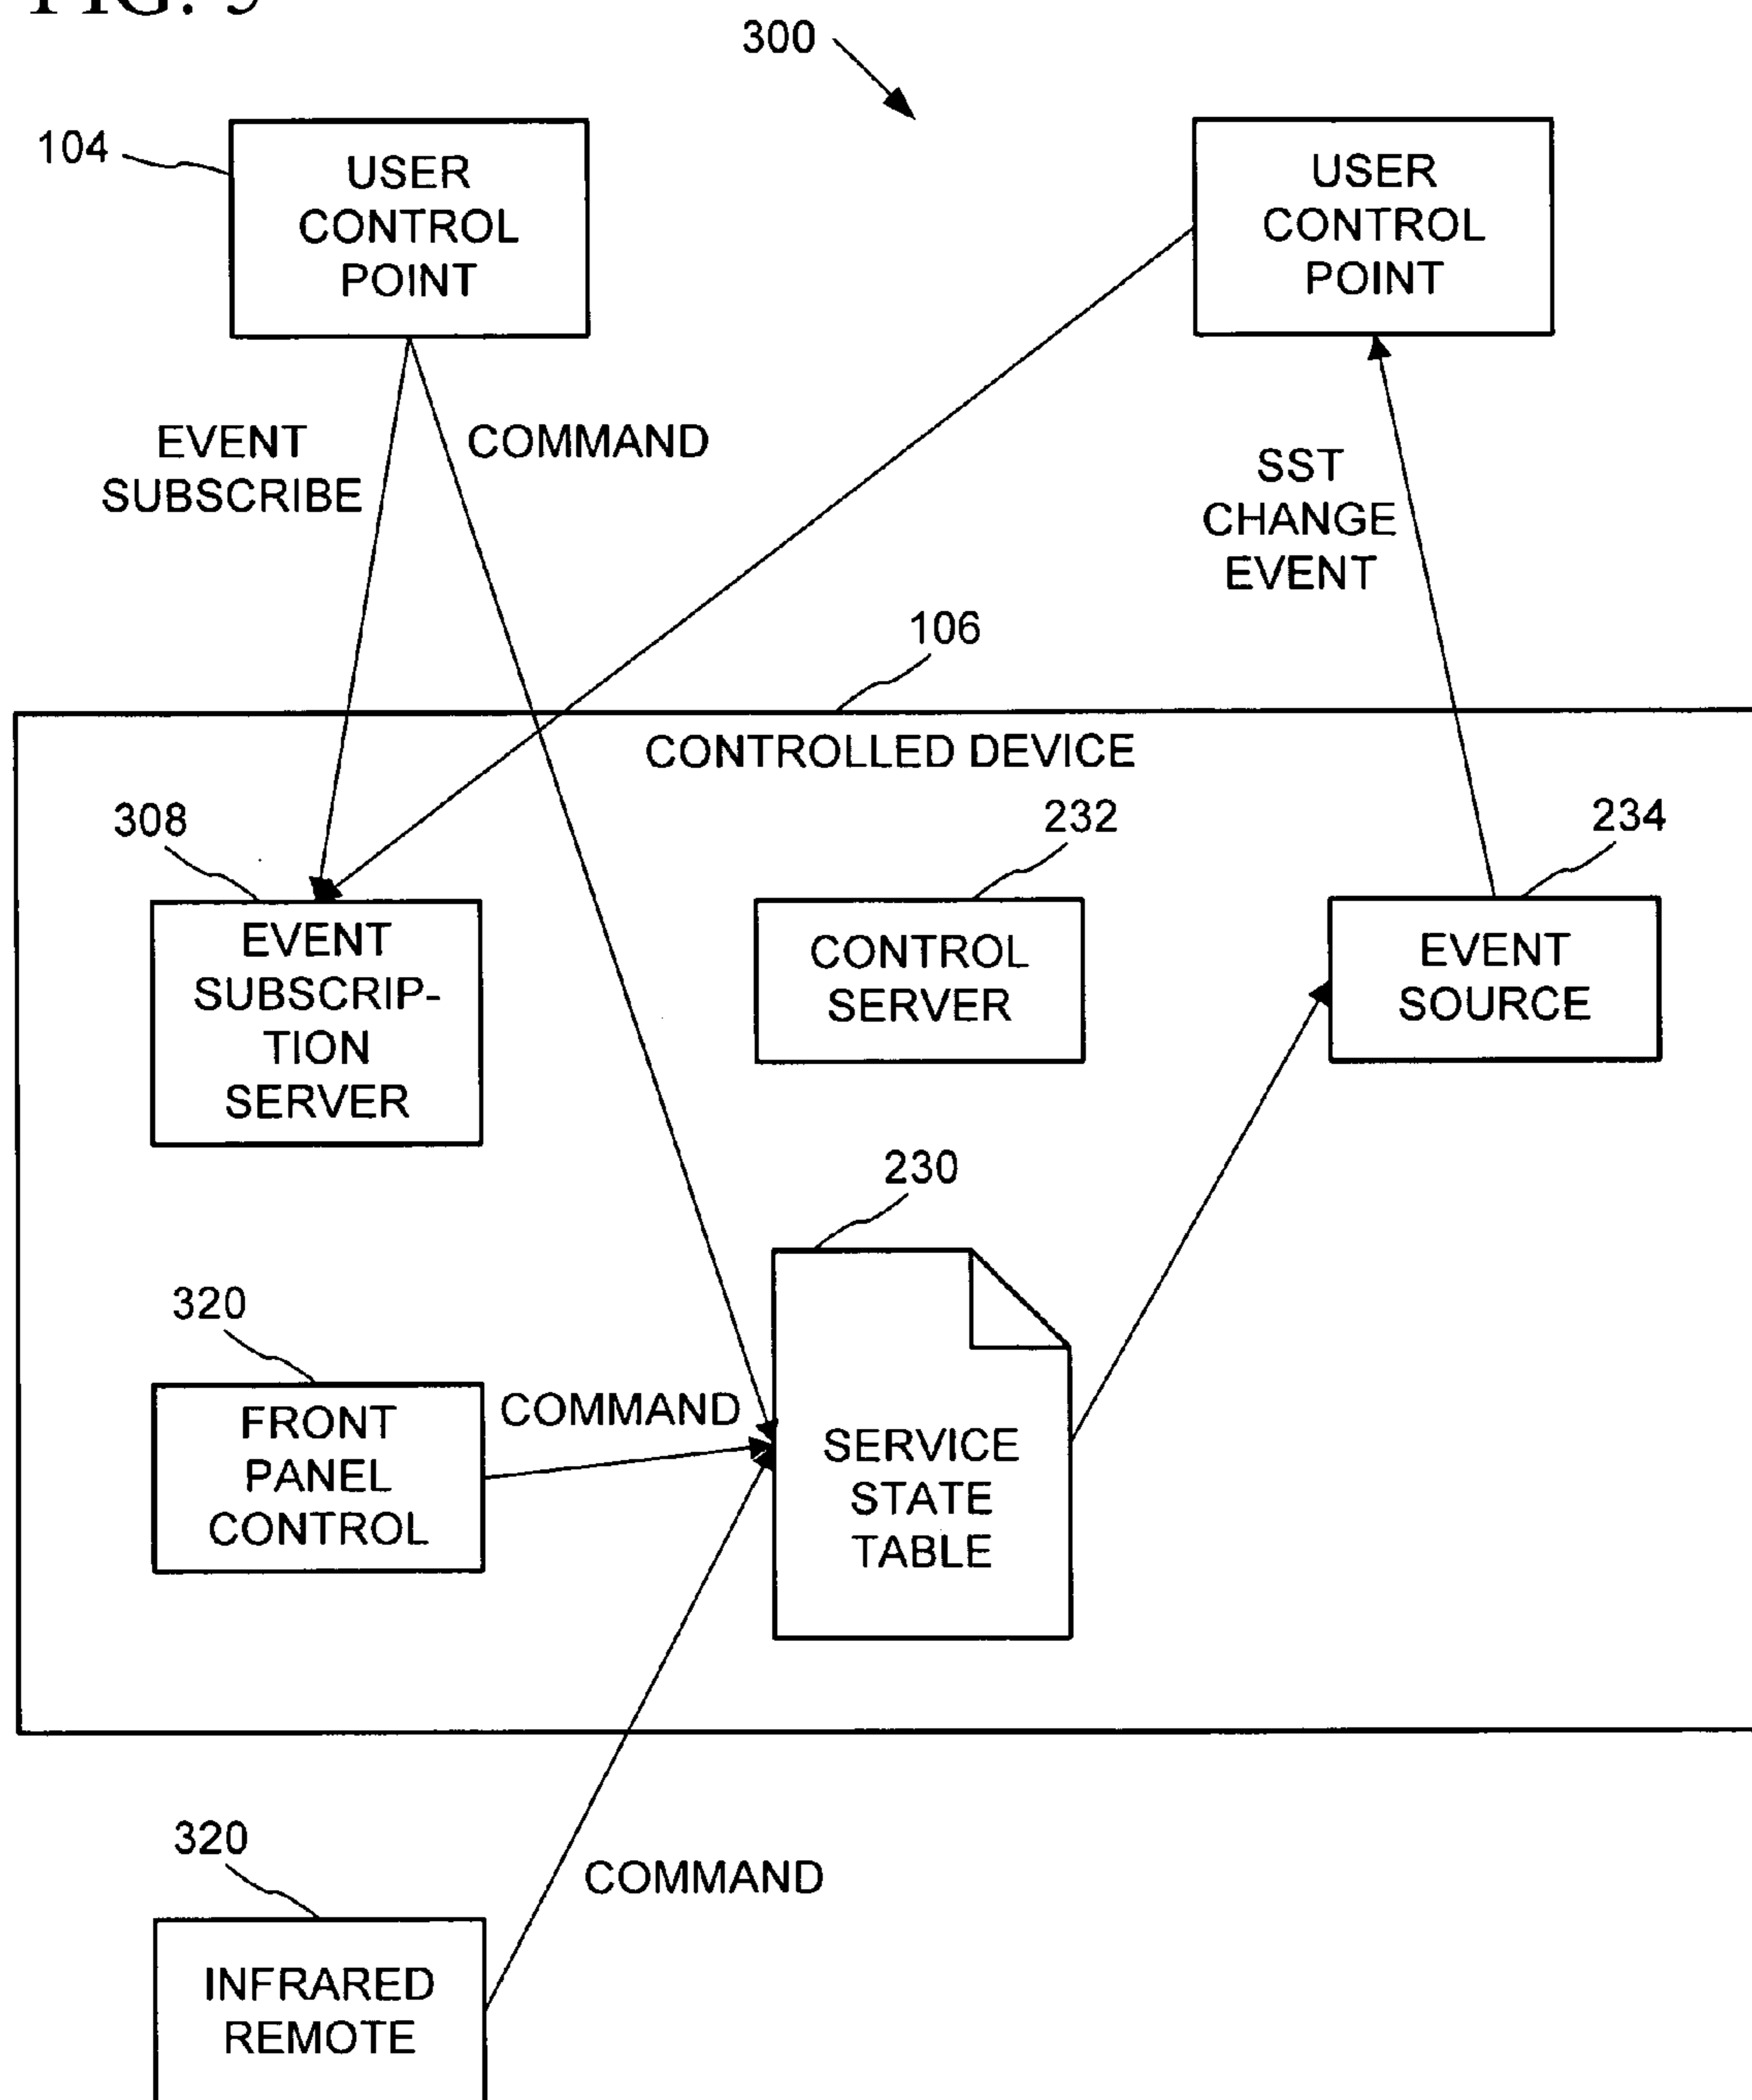 FIG.
300
104
USER
CONTROL
POINT
USER
CONTROL
POINT
EVENT
SUBSCRIBE
COMMAND
SST
CHANGE
EVENT
106
CONTROLLED DEVICE
308
232
234
EVENT
SUBSCRIP-
TION
SERVER
CONTROL
SERVER
EVENT
SOURCE
230
320
FRONT
PANEL
CONTROL
COMMAND
SERVICE
STATE
TABLE
320
COMMAND
INFRARED
REMOTE